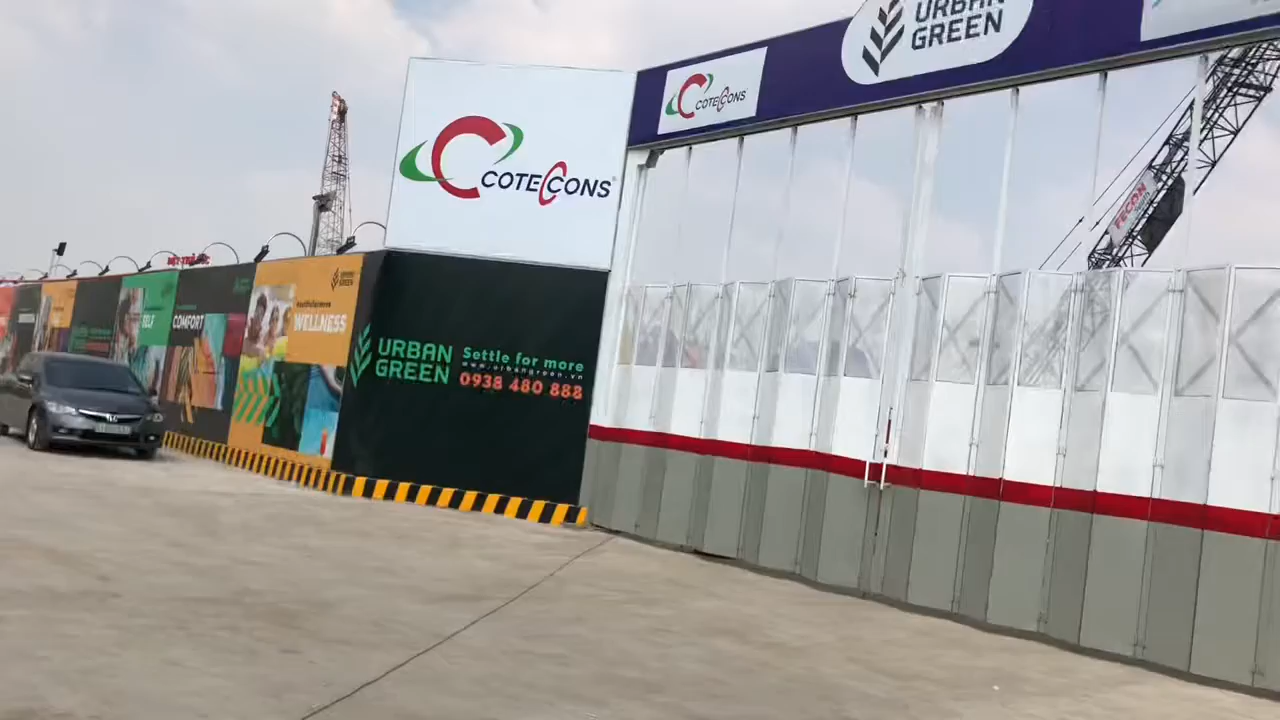 URBAN
GREEN
COTECCONS
COTECCONS®
FECON
WELLNESS
COMFORT
SELF
URBAN
GREEN
Settle for more
www.urbangreen.vn
0938 480 888